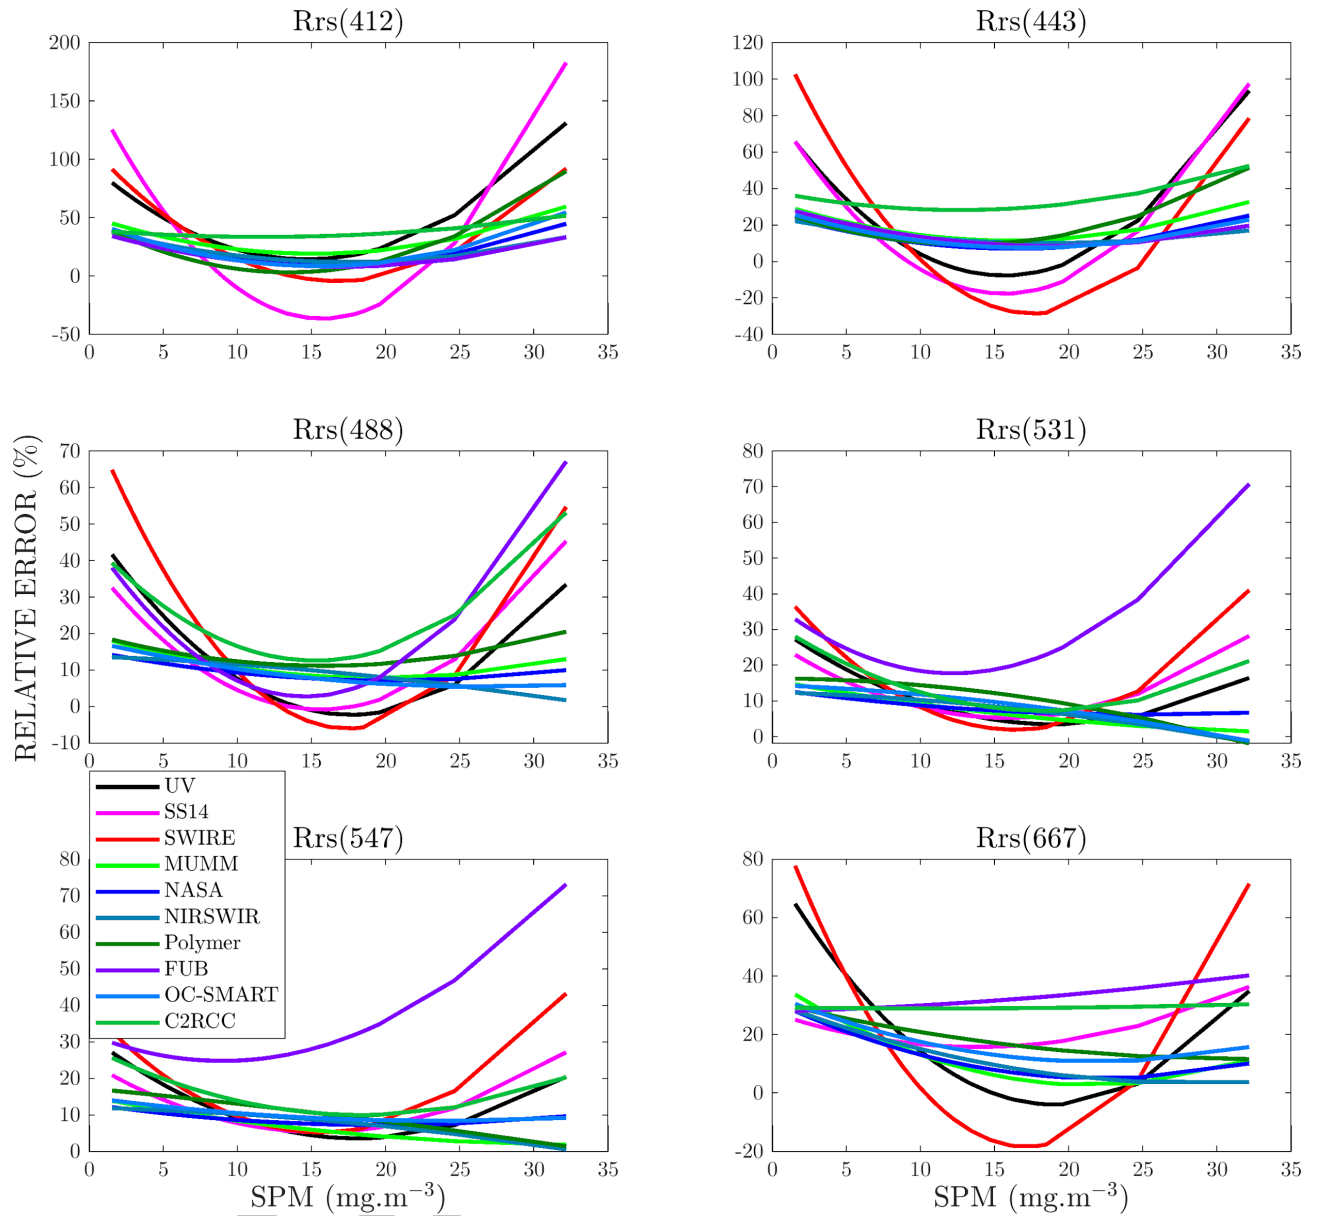 Rrs(412)
200
150
100
50
0
-50
0 5 10 15 20 25 30 35
Rrs(443)
120
100
80
60
40
20
0
-20
-40
0 5 10 15 20 25 30 35
RELATIVE ERROR (%)
Rrs(488)
70
60
50
40
30
20
10
0
-10
0 5 10 15 20 25 30 35
Rrs(531)
80
70
60
50
40
30
20
10
0
0 5 10 15 20 25 30 35
UV
SS14
SWIRE
MUMM
NASA
NIRSWIR
Polymer
FUB
OC-SMART
C2RCC
Rrs(547)
80
70
60
50
40
30
20
10
0
0 5 10 15 20 25 30 35
SPM (mg.m⁻³)
Rrs(667)
80
60
40
20
0
-20
0 5 10 15 20 25 30 35
SPM (mg.m⁻³)